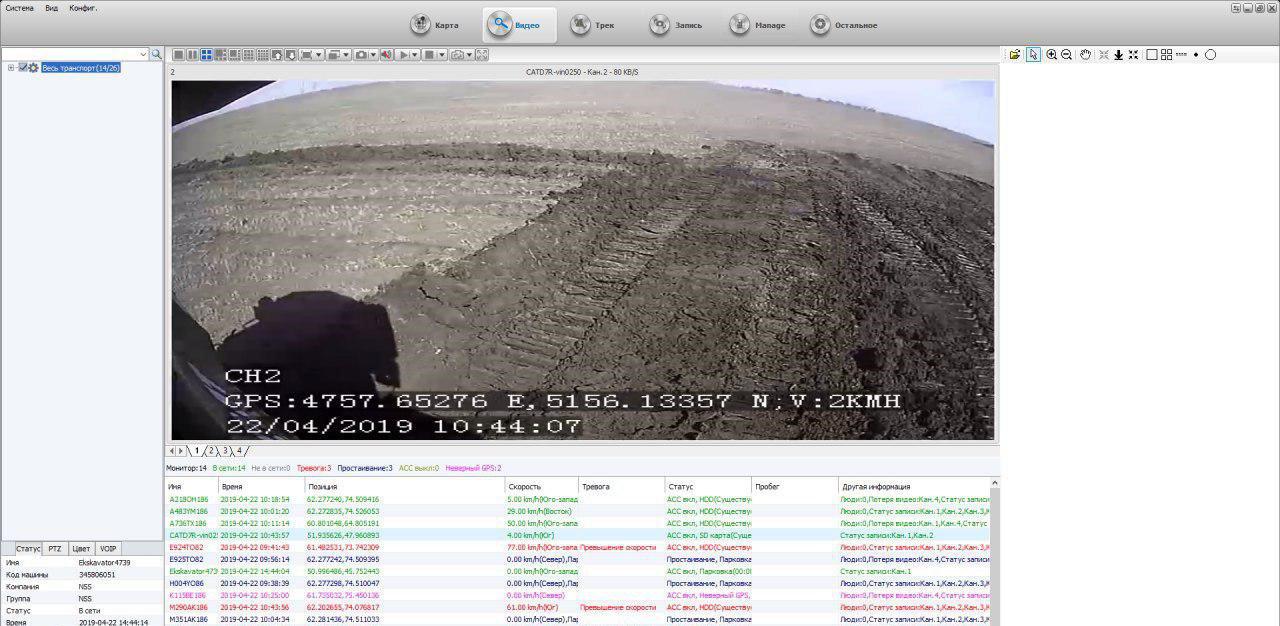 Система Вид Конфиг.
Карта Видео Трек Запись Manage Остальное
Весь транспорт(14/26)
2 CATD7R-vin0250 - Кан. 2 - 80 KB/S
CH2
GPS:4757.65276 E,5156.13357 N;V:2KMH
22/04/2019 10:44:07
1 2 3 4
Монитор:14 В сети:14 Не в сети:0 Тревога:3 Простаивание:3 ACC выкл:0 Неверный GPS:2
Имя Время Позиция Скорость Тревога Статус Пробег Другая информация
A218OM186 2019-04-22 10:18:54 62.277240,74.509416 5.00 km/h(Юго-запад ACC вкл, HDD(Существу Люди:0,Потеря видео:Кан.4,Статус записи
A483YM186 2019-04-22 10:01:20 62.272835,74.526053 29.00 km/h(Восток) ACC вкл, HDD(Существу Люди:0,Статус записи:Кан.1,Кан.2,Кан.3,К
A736TX186 2019-04-22 10:11:14 60.801048,64.805191 50.00 km/h(Юго-запа ACC вкл, HDD(Существу Люди:0,Потеря видео:Кан.1,Кан.4,Статус
CATD7R-vin02: 2019-04-22 10:43:57 51.935626,47.960893 4.00 km/h(Юг) ACC вкл, SD карта(Суще Статус записи:Кан.1,Кан.2
E924TO82 2019-04-22 09:41:43 61.482531,73.742309 77.00 km/h(Юго-запа Превышение скорости ACC вкл, HDD(Существу Люди:0,Статус записи:Кан.1,Кан.2,Кан.3,К
E925TO82 2019-04-22 09:56:14 62.277242,74.509395 0.00 km/h(Север),Пар Простаивание, Парковка Люди:0,Потеря видео:Кан.4,Статус записи
Ekskavator473 2019-04-22 14:44:04 50.996486,45.752443 0.00 km/h(Север),Пар ACC вкл, Парковка(00:0 Статус записи:Кан.1
H004YO86 2019-04-22 09:38:39 62.277298,74.510047 0.00 km/h(Север),Пар Простаивание, Парковка Люди:0,Статус записи:Кан.1,Кан.2,Кан.3,К
K115BE186 2019-04-22 10:25:00 61.735032,75.450136 0.00 km/h(Север) ACC вкл, Неверный GPS, Люди:0,Потеря видео:Кан.4,Статус записи
M290AK186 2019-04-22 10:43:56 62.202655,74.076817 61.00 km/h(Юг) Превышение скорости ACC вкл, HDD(Существу Люди:0,Статус записи:Кан.1,Кан.2,Кан.3,К
M351AK186 2019-04-22 10:04:34 62.281436,74.511033 0.00 km/h(Север),Пар Простаивание, Парковка Люди:0,Статус записи:Кан.1,Кан.2,Кан.3,К
Статус PTZ Цвет VOIP
Имя Ekskavator4739
Код машины 345806051
Компания NSS
Группа NSS
Статус В сети
Время 2019-04-22 14:44:14